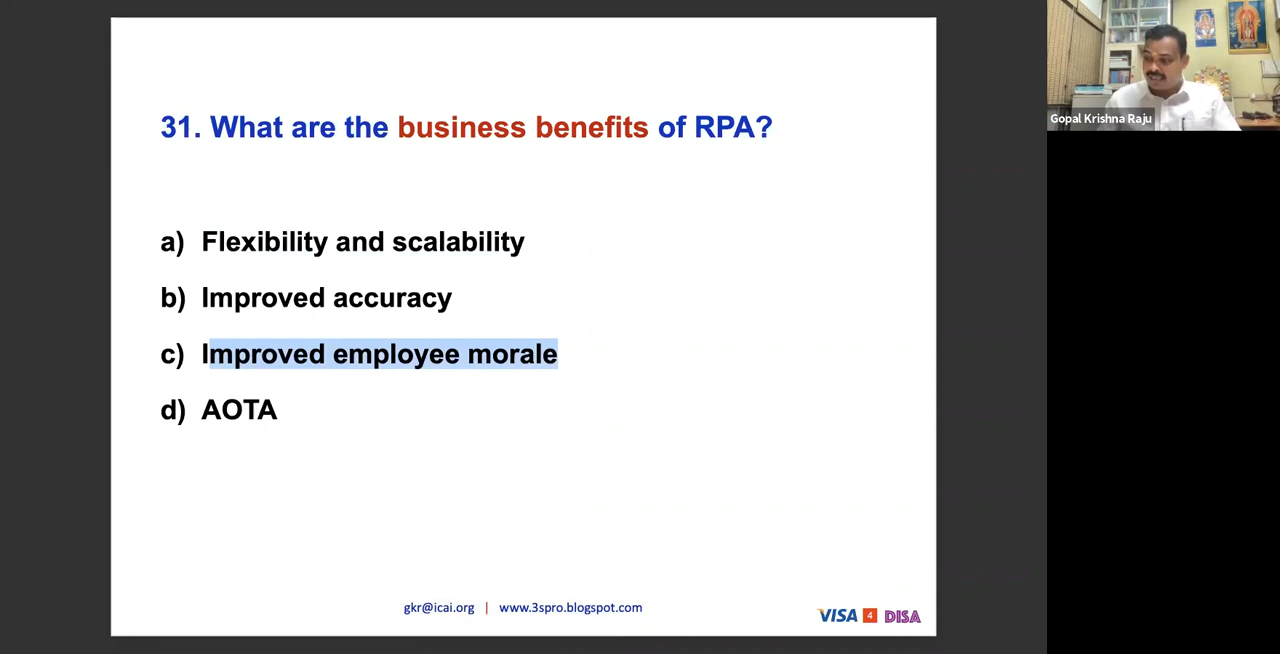 31. What are the business benefits of RPA?
a) Flexibility and scalability
b) Improved accuracy
c) Improved employee morale
d) AOTA
gkr@icai.org | www.3spro.blogspot.com
VISA 4 DISA
Gopal Krishna Raju